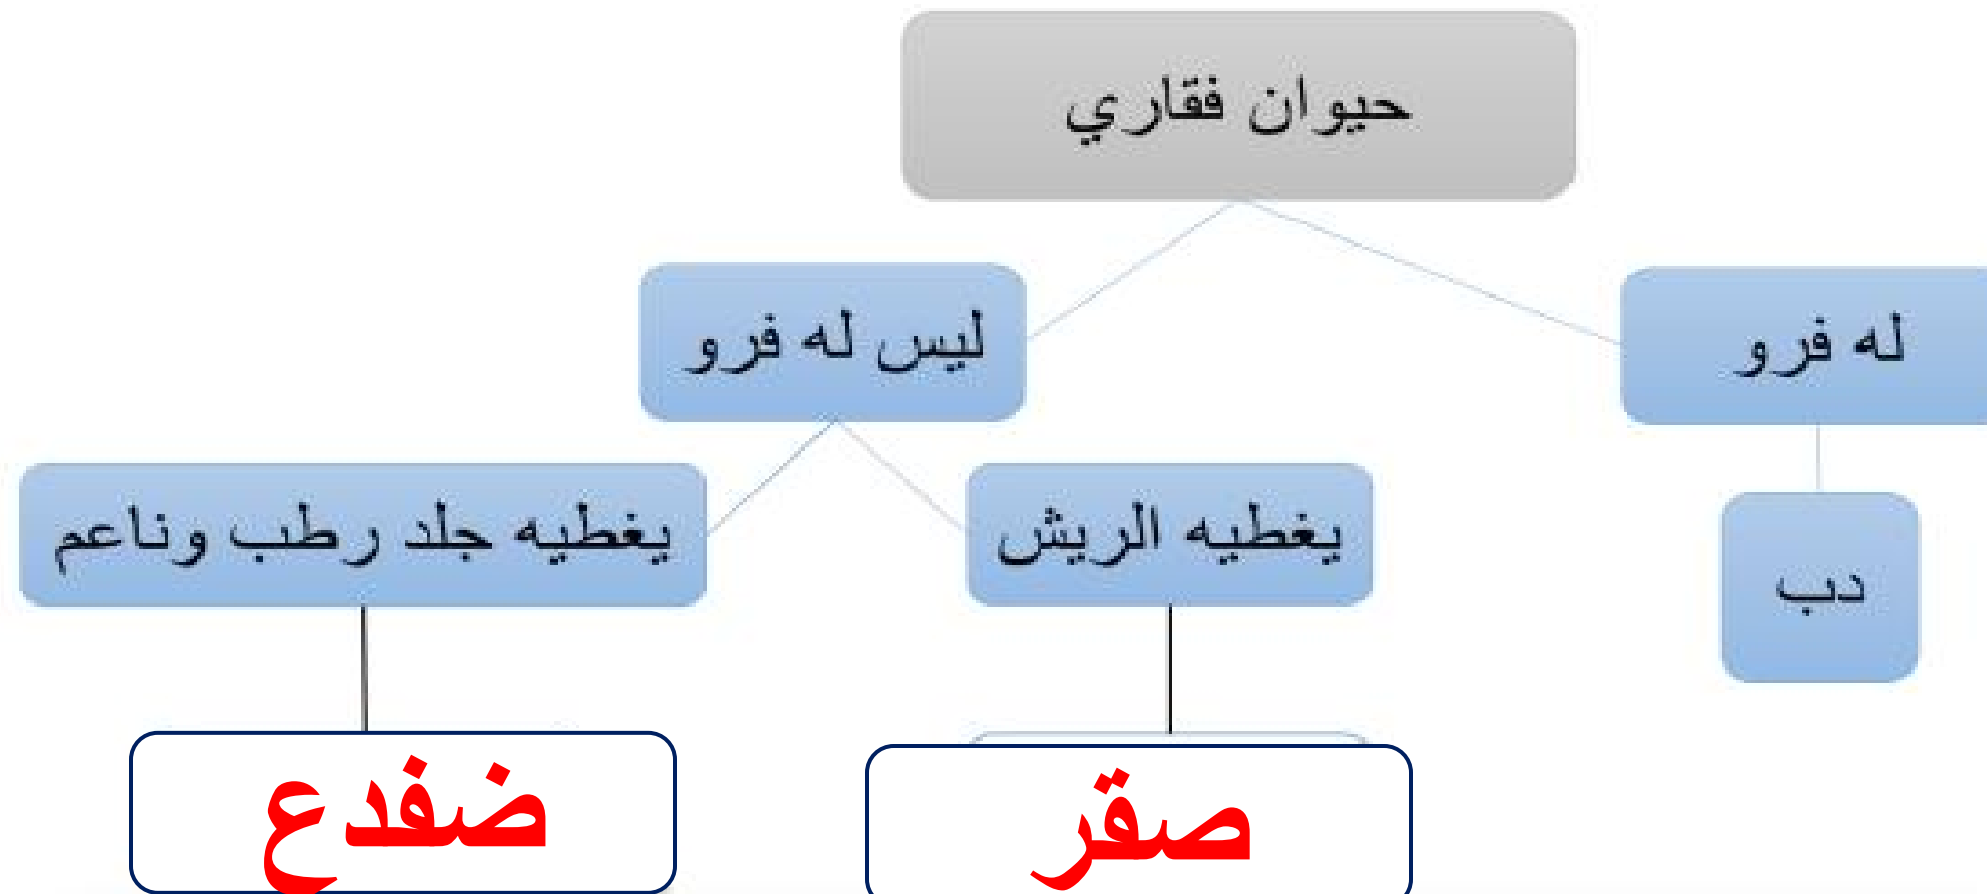 حيوان فقاري
له فرو
ليس له فرو
يغطيه الريش
يغطيه جلد رطب وناعم
دب
صقر
ضفدع